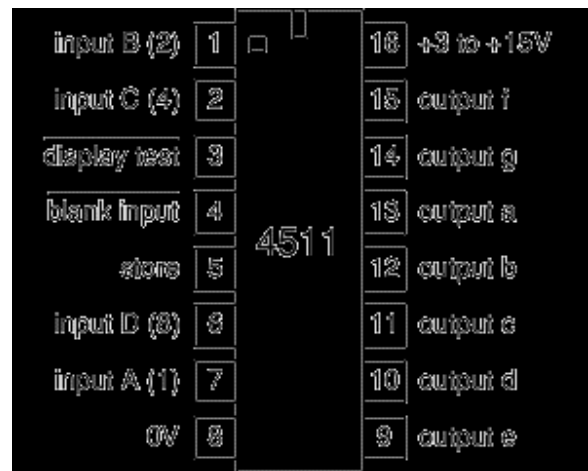 input B (2) 1 16 +3 to +15V
input C (4) 2 15 output f
display test 3 14 output g
blank input 4 13 output a
4511
store 5 12 output b
input D (8) 6 11 output c
input A (1) 7 10 output d
0V 8 9 output e